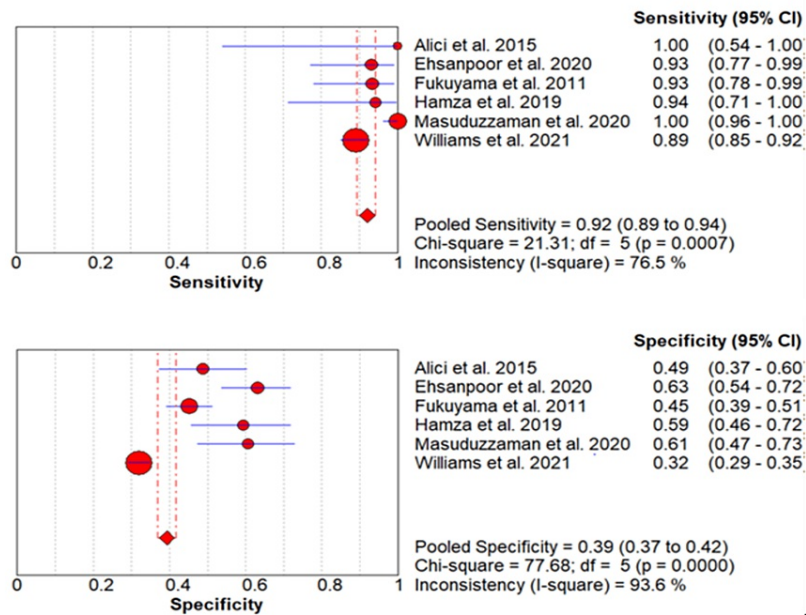 Sensitivity (95% CI)
Alici et al. 2015 1.00 (0.54 - 1.00)
Ehsanpoor et al. 2020 0.93 (0.77 - 0.99)
Fukuyama et al. 2011 0.93 (0.78 - 0.99)
Hamza et al. 2019 0.94 (0.71 - 1.00)
Masuduzzaman et al. 2020 1.00 (0.96 - 1.00)
Williams et al. 2021 0.89 (0.85 - 0.92)
Pooled Sensitivity = 0.92 (0.89 to 0.94)
Chi-square = 21.31; df = 5 (p = 0.0007)
Inconsistency (I-square) = 76.5 %
0 0.2 0.4 0.6 0.8 1
Sensitivity
Specificity (95% CI)
Alici et al. 2015 0.49 (0.37 - 0.60)
Ehsanpoor et al. 2020 0.63 (0.54 - 0.72)
Fukuyama et al. 2011 0.45 (0.39 - 0.51)
Hamza et al. 2019 0.59 (0.46 - 0.72)
Masuduzzaman et al. 2020 0.61 (0.47 - 0.73)
Williams et al. 2021 0.32 (0.29 - 0.35)
Pooled Specificity = 0.39 (0.37 to 0.42)
Chi-square = 77.68; df = 5 (p = 0.0000)
Inconsistency (I-square) = 93.6 %
0 0.2 0.4 0.6 0.8 1
Specificity